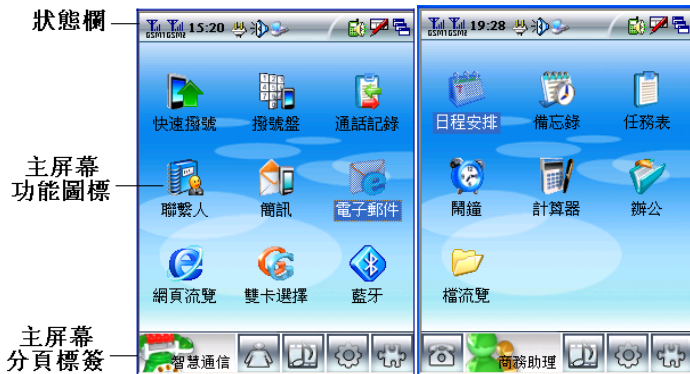 狀態欄
GSM1 GSM2 15:20
快速撥號 撥號盤 通話記錄
主屏幕
功能圖標
聯繫人 簡訊 電子郵件
網頁流覽 雙卡選擇 藍牙
主屏幕
分頁標簽
智慧通信
GSM1 GSM2 19:28
日程安排 備忘錄 任務表
鬧鐘 計算器 辦公
檔流覽
商務助理